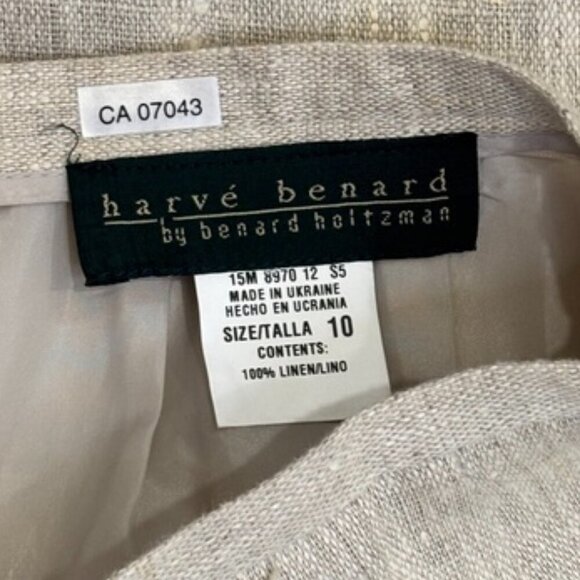 CA 07043
harvé benard
by benard holtzman
15M 8970 12 S5
MADE IN UKRAINE
HECHO EN UCRANIA
SIZE/TALLA 10
CONTENTS:
100% LINEN/LINO